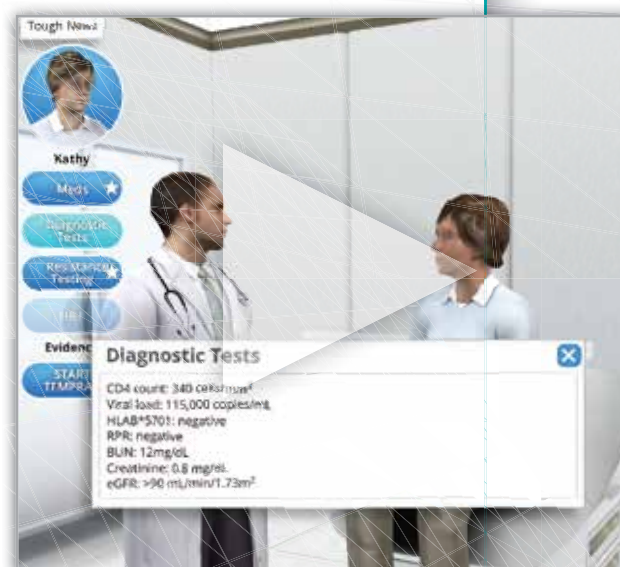 Tough News
Kathy
Meds
Diagnostic
Tests
Resistance
Testing
START
TEMPRANO
Diagnostic Tests
CD4 count: 340 cells/mm³
Viral load: 115,000 copies/mL
HLAB*5701: negative
RPR: negative
BUN: 12mg/dL
Creatinine: 0.8 mg/dL
eGFR: >90 mL/min/1.73m²